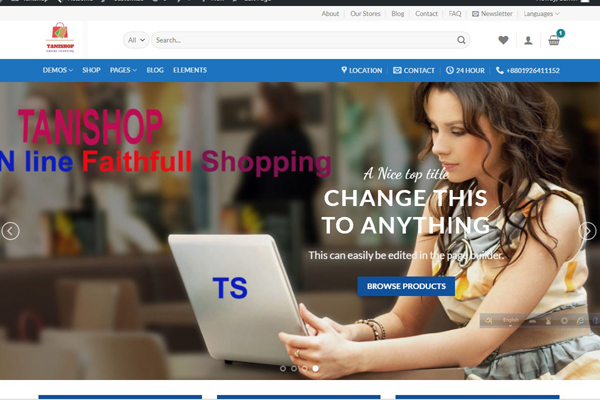 About Our Stores Blog Contact FAQ Newsletter Languages
TANISHOP
All Search...
1
DEMOS SHOP PAGES BLOG ELEMENTS LOCATION CONTACT 24 HOUR +8801926411152
TANISHOP
N line Faithfull Shopping
A Nice top title
CHANGE THIS
TO ANYTHING
This can easily be edited in the page builder.
BROWSE PRODUCTS
TS
English